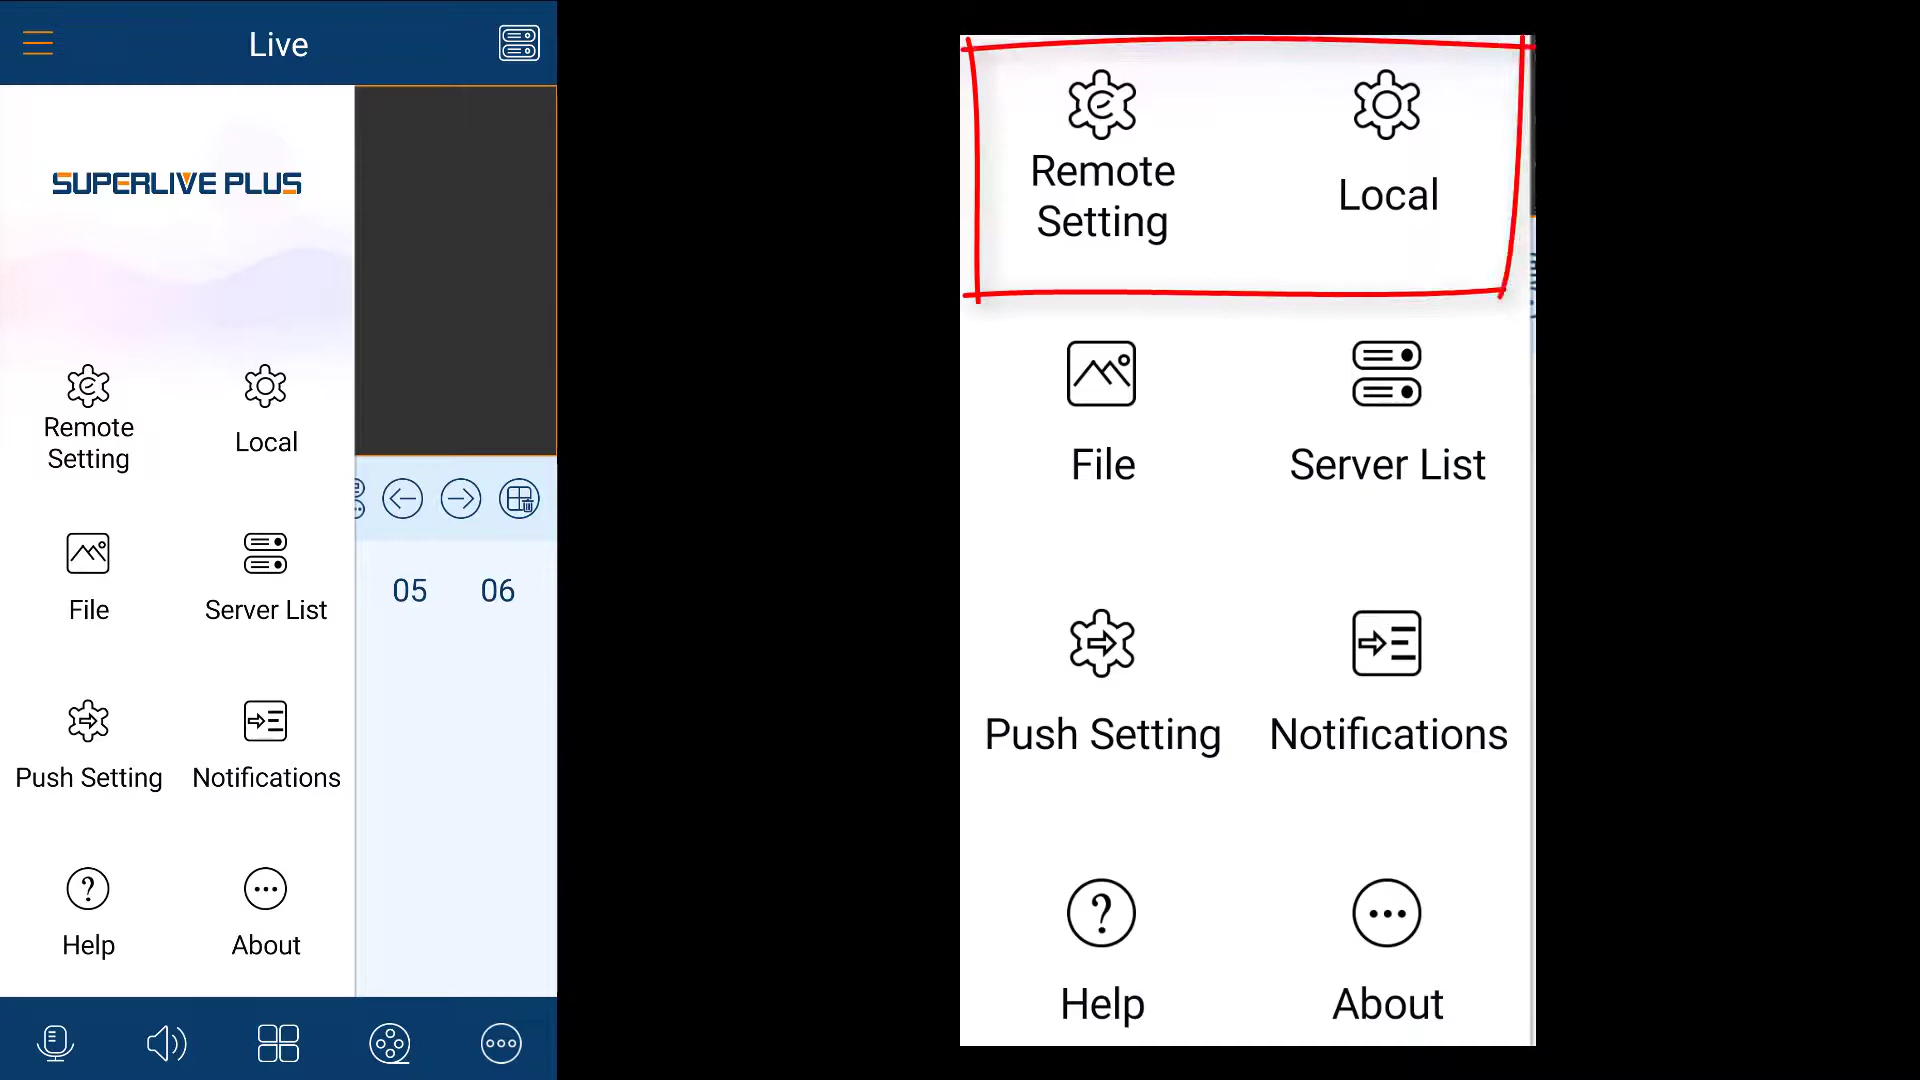 Live
SUPERLIVE PLUS
Remote
Setting
Local
File
Server List
05
06
Push Setting
Notifications
Help
About
Remote
Setting
Local
File
Server List
Push Setting
Notifications
Help
About